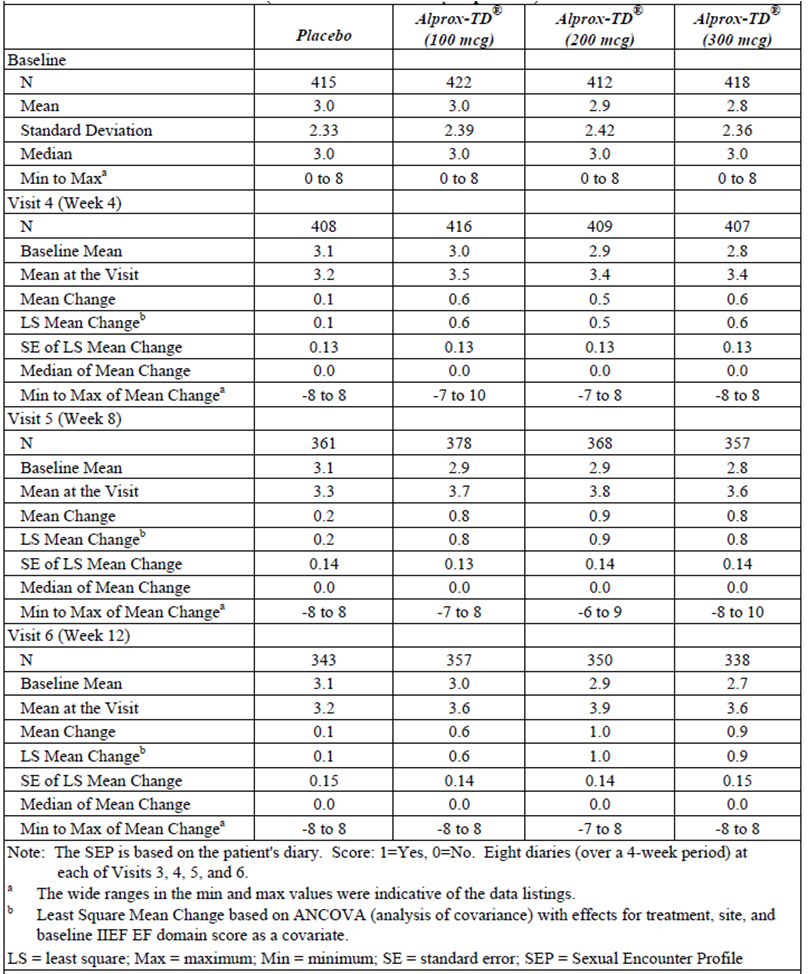 Placebo Alprox-TD® (100 mcg) Alprox-TD® (200 mcg) Alprox-TD® (300 mcg)
Baseline
N 415 422 412 418
Mean 3.0 3.0 2.9 2.8
Standard Deviation 2.33 2.39 2.42 2.36
Median 3.0 3.0 3.0 3.0
Min to Maxᵃ 0 to 8 0 to 8 0 to 8 0 to 8
Visit 4 (Week 4)
N 408 416 409 407
Baseline Mean 3.1 3.0 2.9 2.8
Mean at the Visit 3.2 3.5 3.4 3.4
Mean Change 0.1 0.6 0.5 0.6
LS Mean Changeᵇ 0.1 0.6 0.5 0.6
SE of LS Mean Change 0.13 0.13 0.13 0.13
Median of Mean Change 0.0 0.0 0.0 0.0
Min to Max of Mean Changeᵃ -8 to 8 -7 to 10 -7 to 8 -8 to 8
Visit 5 (Week 8)
N 361 378 368 357
Baseline Mean 3.1 2.9 2.9 2.8
Mean at the Visit 3.3 3.7 3.8 3.6
Mean Change 0.2 0.8 0.9 0.8
LS Mean Changeᵇ 0.2 0.8 0.9 0.8
SE of LS Mean Change 0.14 0.13 0.14 0.14
Median of Mean Change 0.0 0.0 0.0 0.0
Min to Max of Mean Changeᵃ -8 to 8 -7 to 8 -6 to 9 -8 to 10
Visit 6 (Week 12)
N 343 357 350 338
Baseline Mean 3.1 3.0 2.9 2.7
Mean at the Visit 3.2 3.6 3.9 3.6
Mean Change 0.1 0.6 1.0 0.9
LS Mean Changeᵇ 0.1 0.6 1.0 0.9
SE of LS Mean Change 0.15 0.14 0.14 0.15
Median of Mean Change 0.0 0.0 0.0 0.0
Min to Max of Mean Changeᵃ -8 to 8 -8 to 8 -7 to 8 -8 to 8
Note: The SEP is based on the patient's diary. Score: 1=Yes, 0=No. Eight diaries (over a 4-week period) at
each of Visits 3, 4, 5, and 6.
ᵃ The wide ranges in the min and max values were indicative of the data listings.
ᵇ Least Square Mean Change based on ANCOVA (analysis of covariance) with effects for treatment, site, and
baseline IIEF EF domain score as a covariate.
LS = least square; Max = maximum; Min = minimum; SE = standard error; SEP = Sexual Encounter Profile